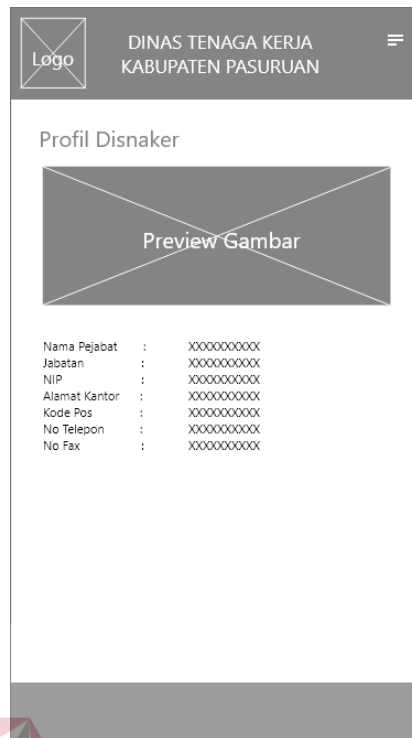 Logo
DINAS TENAGA KERJA
KABUPATEN PASURUAN
Profil Disnaker
Preview Gambar
Nama Pejabat : XXXXXXXXXX
Jabatan : XXXXXXXXXX
NIP : XXXXXXXXXX
Alamat Kantor : XXXXXXXXXX
Kode Pos : XXXXXXXXXX
No Telepon : XXXXXXXXXX
No Fax : XXXXXXXXXX